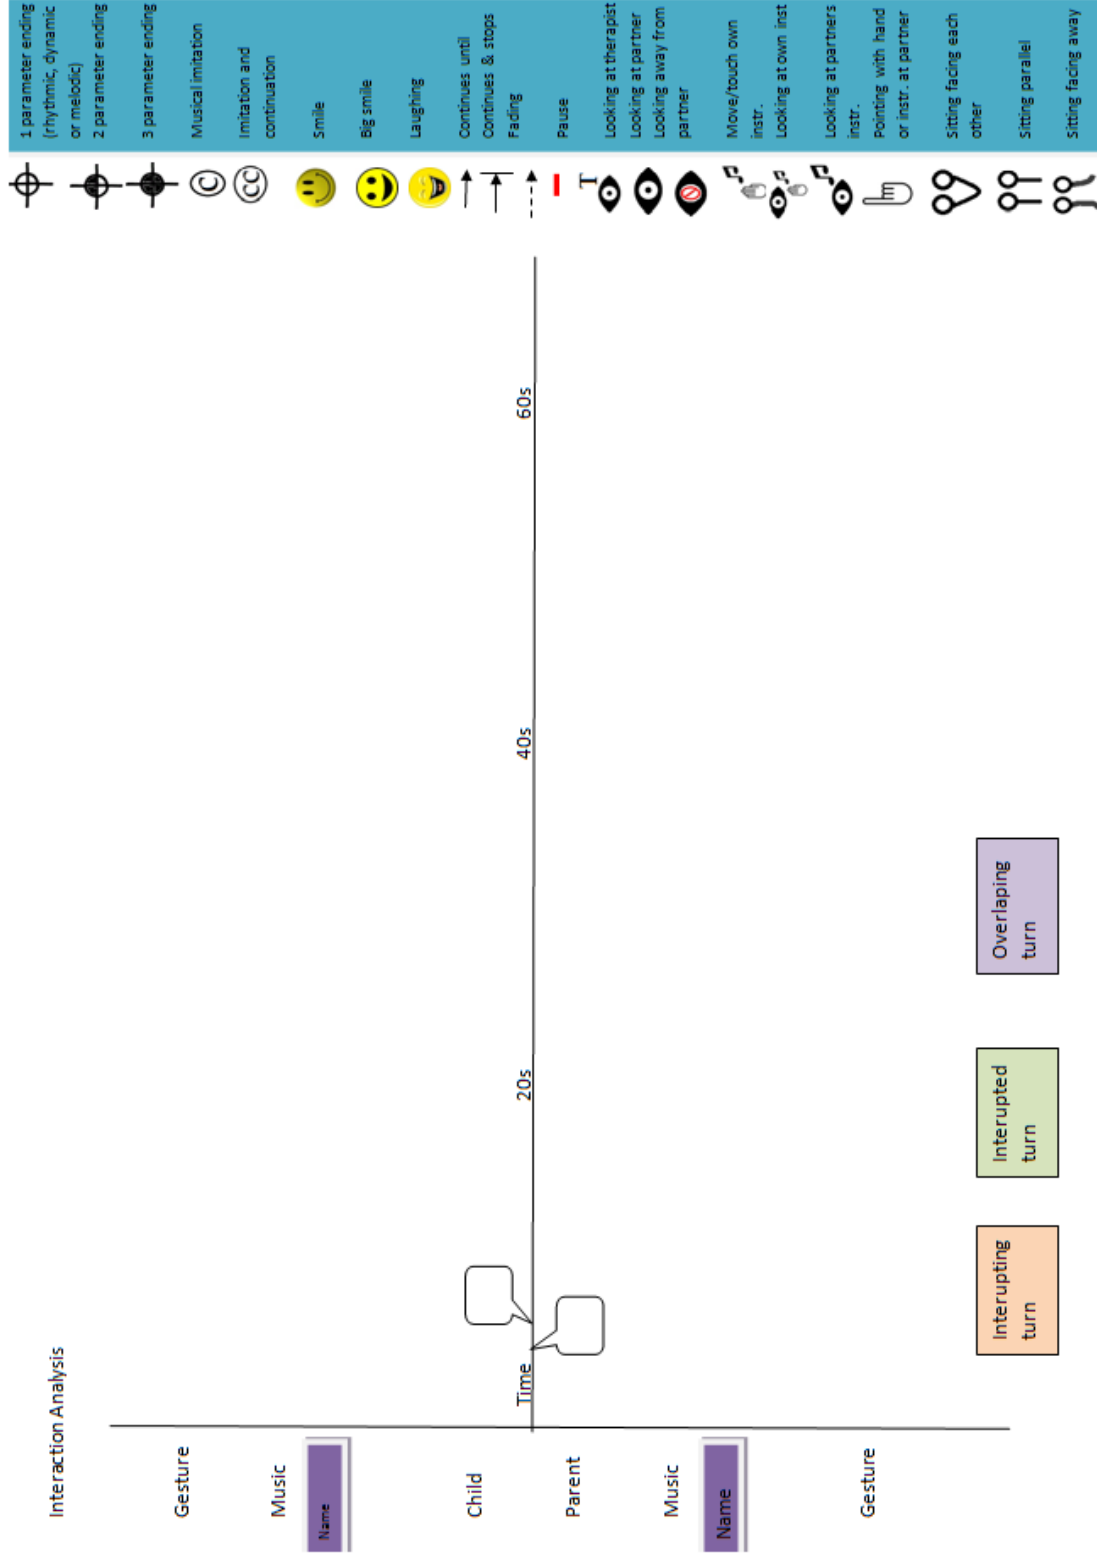 Interaction Analysis
Gesture
Music
Name
Child
Time
20s
40s
60s
Parent
Music
Name
Gesture
Interupting
turn
Interupted
turn
Overlaping
turn
1 parameter ending
(rhythmic, dynamic
or melodic)
2 parameter ending
3 parameter ending
Musical imitation
Imitation and
continuation
Smile
Big smile
Laughing
Continues until
Continues & stops
Fading
Pause
Looking at therapist
Looking at partner
Looking away from
partner
Move/touch own
instr.
Looking at own inst
Looking at partners
instr.
Pointing with hand
or instr. at partner
Sitting facing each
other
Sitting parallel
Sitting facing away
C
CC
T